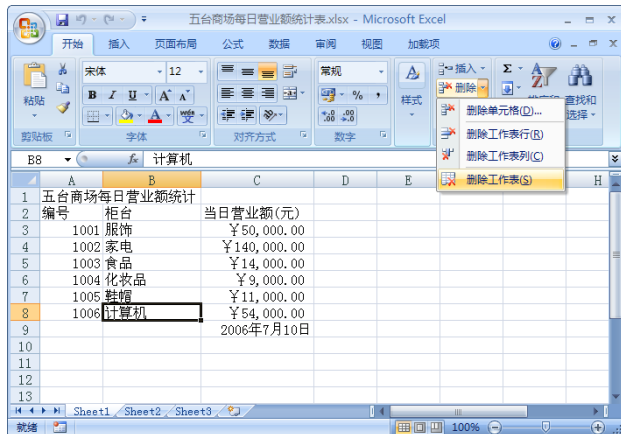 五台商场每日营业额统计表.xlsx - Microsoft Excel
开始 插入 页面布局 公式 数据 审阅 视图 加载项
宋体 12 常规 插入 Σ
粘贴 B I U A A % , 样式 删除 查找和
选择
剪贴板 字体 对齐方式 数字
删除单元格(D)...
删除工作表行(R)
删除工作表列(C)
删除工作表(S)
B8 fx 计算机
A B C D E H
1 五台商场每日营业额统计
2 编号 柜台 当日营业额(元)
3 1001 服饰 ￥50,000.00
4 1002 家电 ￥140,000.00
5 1003 食品 ￥14,000.00
6 1004 化妆品 ￥9,000.00
7 1005 鞋帽 ￥11,000.00
8 1006 计算机 ￥54,000.00
9 2006年7月10日
10
11
12
13
Sheet1 Sheet2 Sheet3
就绪 100%